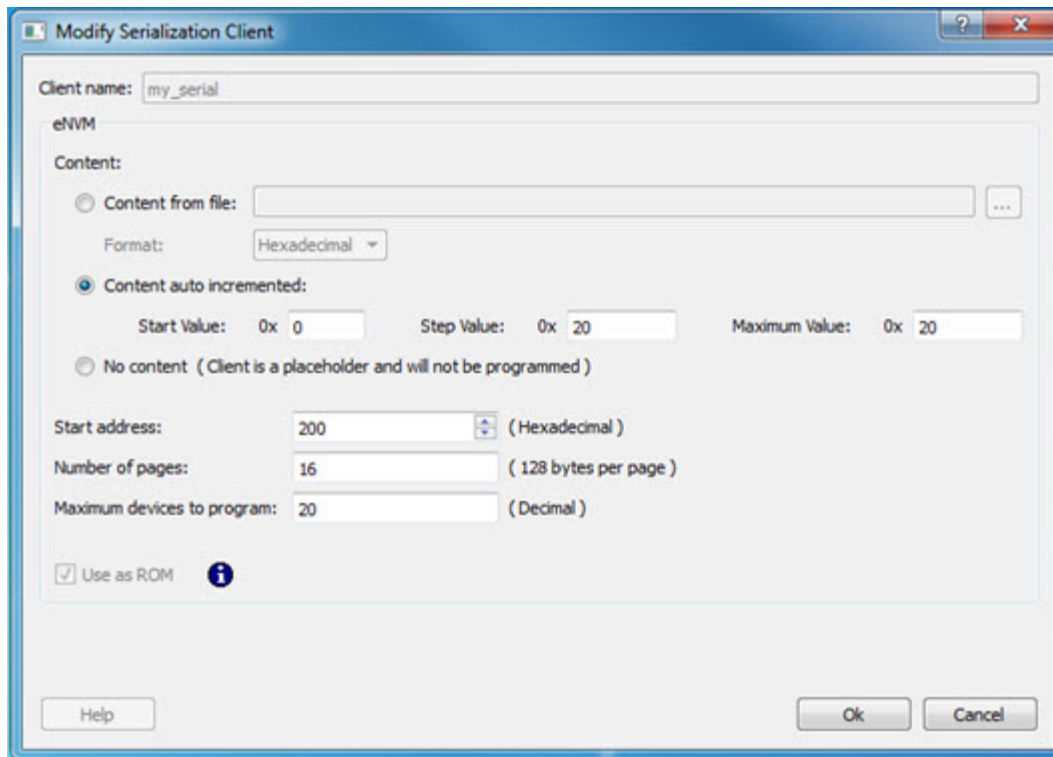 Modify Serialization Client
?
Client name: my_serial
eNVM
Content:
Content from file: ...
Format: Hexadecimal
Content auto incremented:
Start Value: 0x 0 Step Value: 0x 20 Maximum Value: 0x 20
No content ( Client is a placeholder and will not be programmed )
Start address: 200 ( Hexadecimal )
Number of pages: 16 ( 128 bytes per page )
Maximum devices to program: 20 ( Decimal )
Use as ROM i
Help Ok Cancel